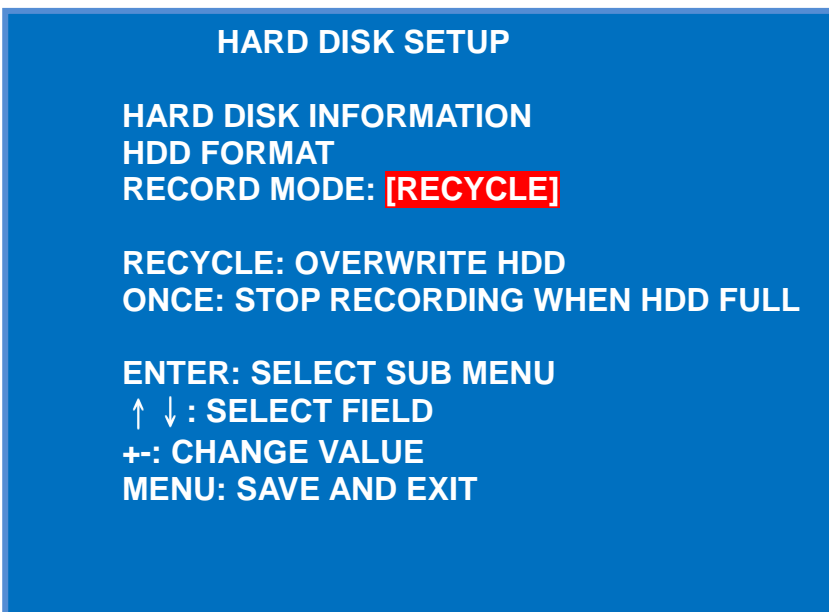 HARD DISK SETUP
HARD DISK INFORMATION
HDD FORMAT
RECORD MODE: [RECYCLE]
RECYCLE: OVERWRITE HDD
ONCE: STOP RECORDING WHEN HDD FULL
ENTER: SELECT SUB MENU
↑ ↓ : SELECT FIELD
+-: CHANGE VALUE
MENU: SAVE AND EXIT